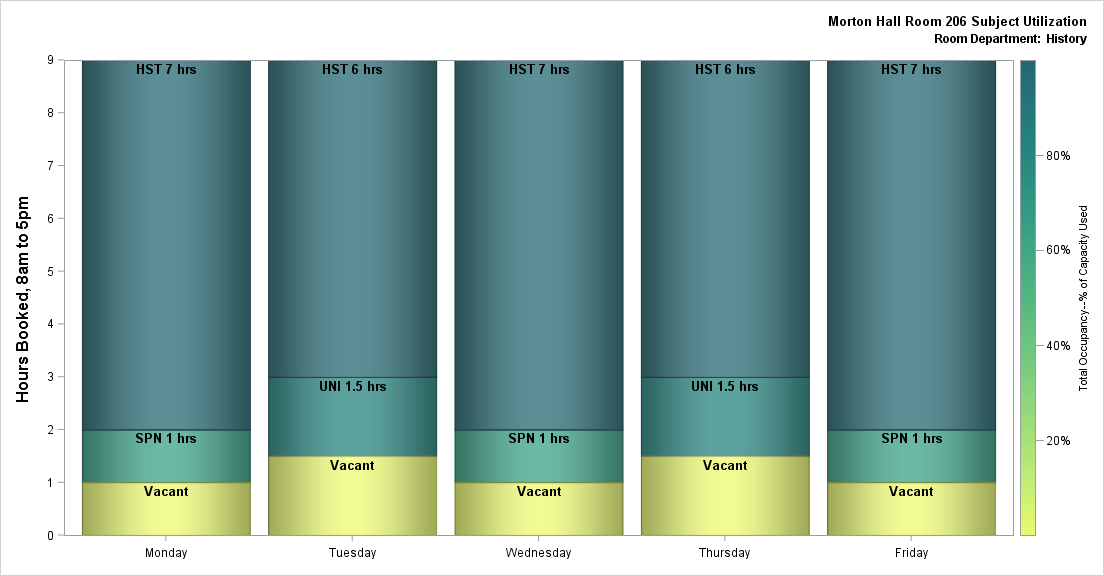 Morton Hall Room 206 Subject Utilization
Room Department: History
Hours Booked, 8am to 5pm
9
8
7
6
5
4
3
2
1
0
HST 7 hrs
SPN 1 hrs
Vacant
HST 6 hrs
UNI 1.5 hrs
Vacant
HST 7 hrs
SPN 1 hrs
Vacant
HST 6 hrs
UNI 1.5 hrs
Vacant
HST 7 hrs
SPN 1 hrs
Vacant
Monday
Tuesday
Wednesday
Thursday
Friday
80%
60%
40%
20%
Total Occupancy--% of Capacity Used